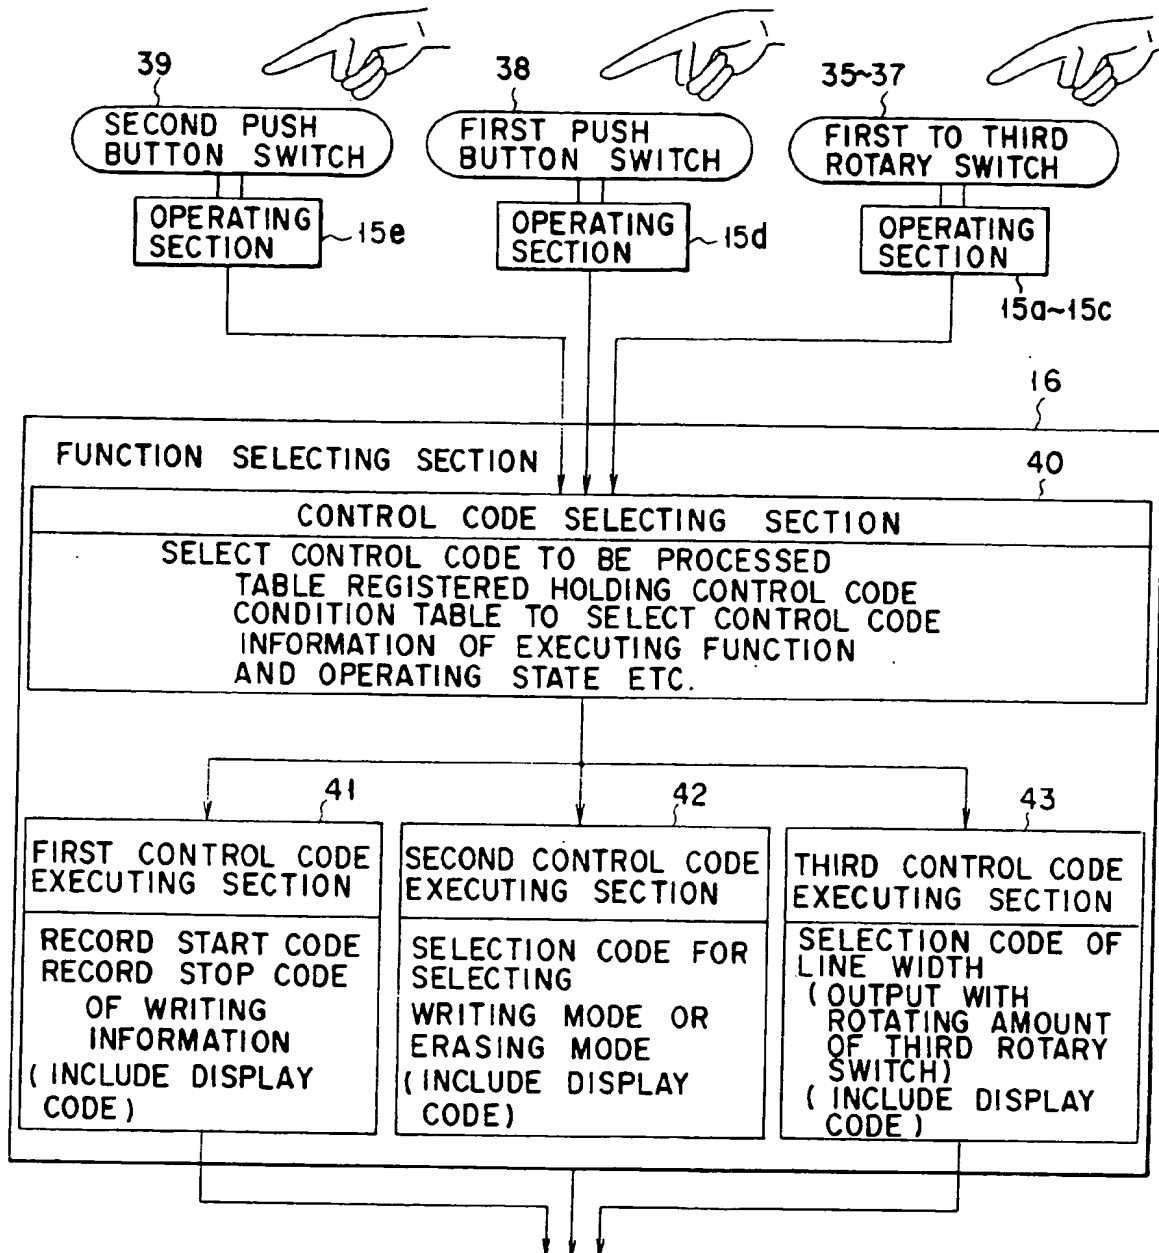 39
SECOND PUSH
BUTTON SWITCH
OPERATING
SECTION
15e
38
FIRST PUSH
BUTTON SWITCH
OPERATING
SECTION
15d
35~37
FIRST TO THIRD
ROTARY SWITCH
OPERATING
SECTION
15a~15c
16
FUNCTION SELECTING SECTION
40
CONTROL CODE SELECTING SECTION
SELECT CONTROL CODE TO BE PROCESSED
TABLE REGISTERED HOLDING CONTROL CODE
CONDITION TABLE TO SELECT CONTROL CODE
INFORMATION OF EXECUTING FUNCTION
AND OPERATING STATE ETC.
41
FIRST CONTROL CODE
EXECUTING SECTION
RECORD START CODE
RECORD STOP CODE
OF WRITING
INFORMATION
(INCLUDE DISPLAY
CODE)
42
SECOND CONTROL CODE
EXECUTING SECTION
SELECTION CODE FOR
SELECTING
WRITING MODE OR
ERASING MODE
(INCLUDE DISPLAY
CODE)
43
THIRD CONTROL CODE
EXECUTING SECTION
SELECTION CODE OF
LINE WIDTH
(OUTPUT WITH
ROTATING AMOUNT
OF THIRD ROTARY
SWITCH)
(INCLUDE DISPLAY
CODE)